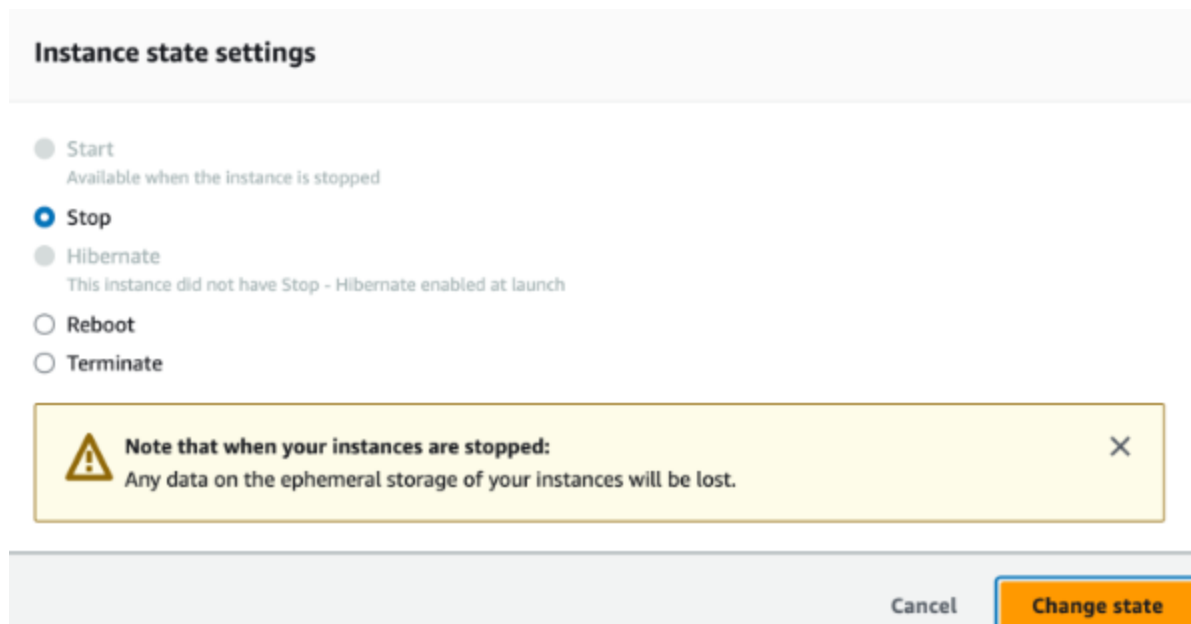 Instance state settings
Start
Available when the instance is stopped
Stop
Hibernate
This instance did not have Stop - Hibernate enabled at launch
Reboot
Terminate
Note that when your instances are stopped:
Any data on the ephemeral storage of your instances will be lost.
Cancel Change state